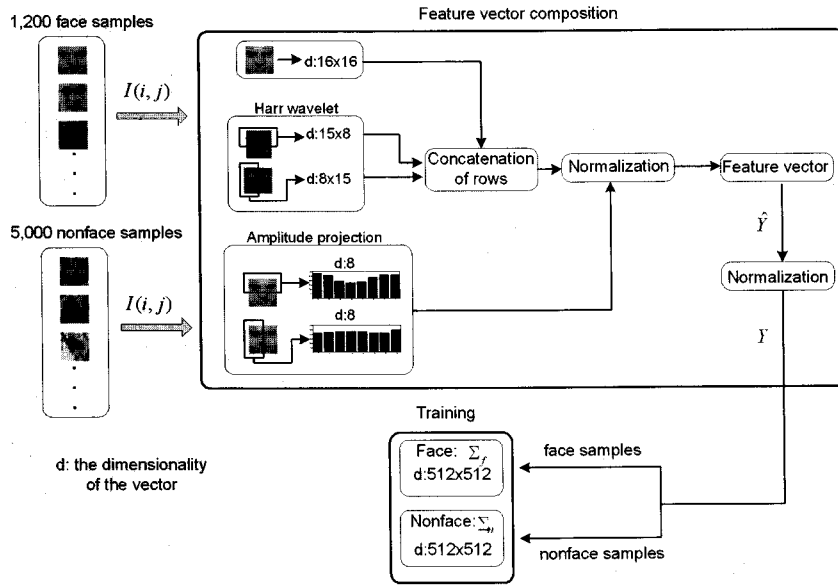 1,200 face samples
Feature vector composition
I(i, j)
d:16x16
Harr wavelet
d:15x8
d:8x15
Concatenation
of rows
Normalization
Feature vector
Ŷ
Normalization
Y
5,000 nonface samples
I(i, j)
Amplitude projection
d:8
d:8
Training
Face: Σf
d:512x512
Nonface: Σn
d:512x512
face samples
nonface samples
d: the dimensionality
of the vector